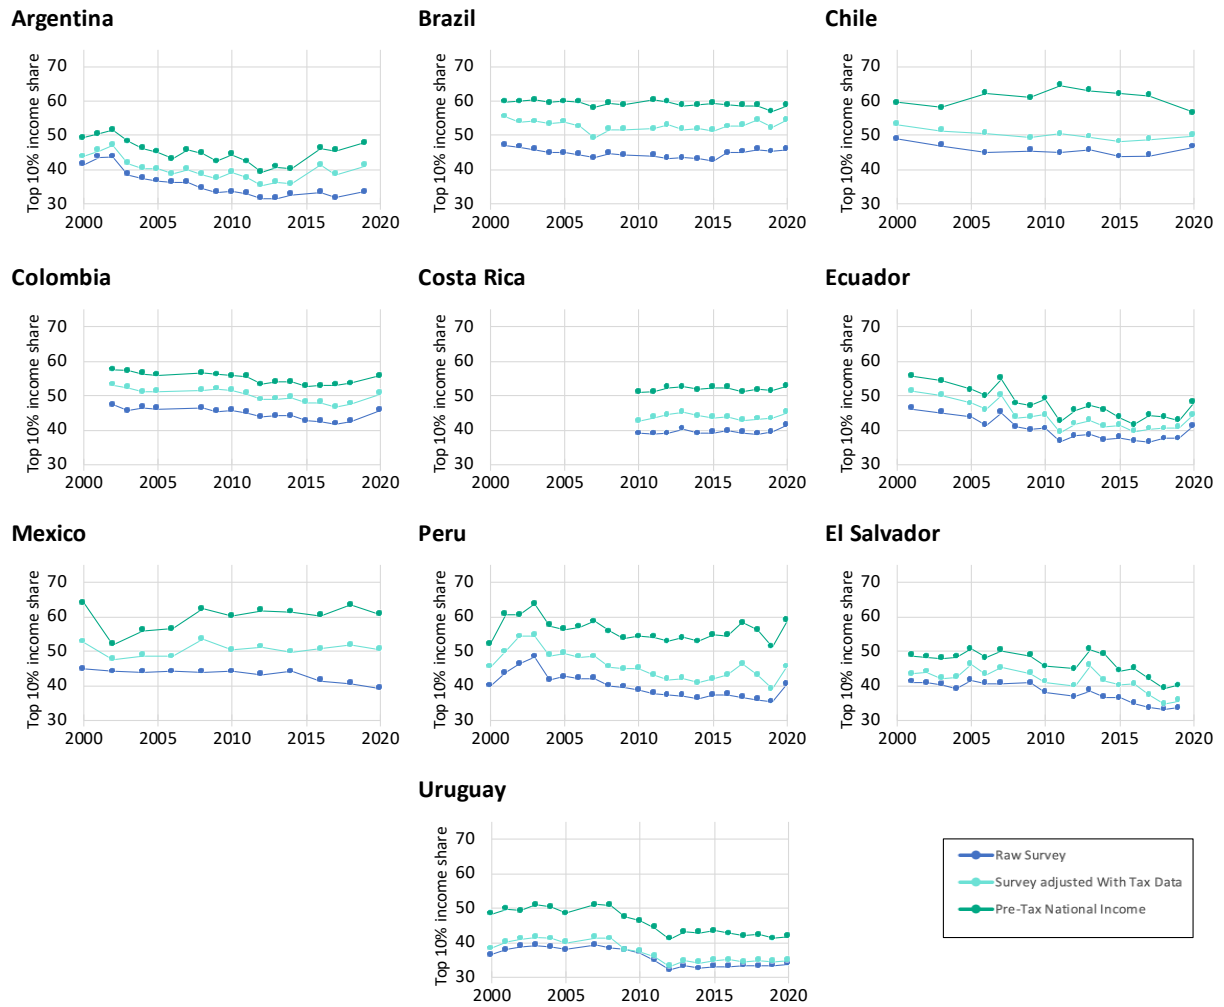 Argentina
Brazil
Chile
Top 10% income share
70
60
50
40
30
2000 2005 2010 2015 2020
Top 10% income share
70
60
50
40
30
2000 2005 2010 2015 2020
Top 10% income share
70
60
50
40
30
2000 2005 2010 2015 2020
Colombia
Costa Rica
Ecuador
Top 10% income share
70
60
50
40
30
2000 2005 2010 2015 2020
Top 10% income share
70
60
50
40
30
2000 2005 2010 2015 2020
Top 10% income share
70
60
50
40
30
2000 2005 2010 2015 2020
Mexico
Peru
El Salvador
Top 10% income share
70
60
50
40
30
2000 2005 2010 2015 2020
Top 10% income share
70
60
50
40
30
2000 2005 2010 2015 2020
Top 10% income share
70
60
50
40
30
2000 2005 2010 2015 2020
Uruguay
Top 10% income share
70
60
50
40
30
2000 2005 2010 2015 2020
Raw Survey
Survey adjusted With Tax Data
Pre-Tax National Income